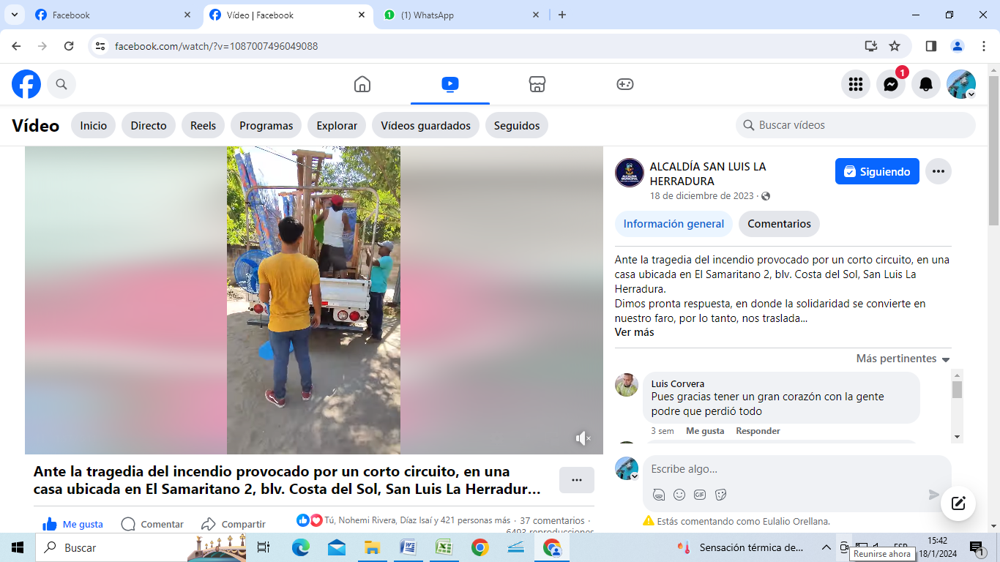 Facebook
Vídeo | Facebook
(1) WhatsApp
facebook.com/watch/?v=1087007496049088
1
Vídeo
Inicio
Directo
Reels
Programas
Explorar
Vídeos guardados
Seguidos
Buscar vídeos
ALCALDÍA SAN LUIS LA
HERRADURA
18 de diciembre de 2023 ·
Siguiendo
Información general
Comentarios
Ante la tragedia del incendio provocado por un corto circuito, en una
casa ubicada en El Samaritano 2, blv. Costa del Sol, San Luis La
Herradura.
Dimos pronta respuesta, en donde la solidaridad se convierte en
nuestro faro, por lo tanto, nos traslada...
Ver más
Más pertinentes
Luis Corvera
Pues gracias tener un gran corazón con la gente
podre que perdió todo
3 sem Me gusta Responder
Escribe algo...
GIF
Estás comentando como Eulalio Orellana.
Ante la tragedia del incendio provocado por un corto circuito, en una
casa ubicada en El Samaritano 2, blv. Costa del Sol, San Luis La Herradur...
Me gusta
Comentar
Compartir
Tú, Nohemi Rivera, Díaz Isaí y 421 personas más · 37 comentarios ·
6493 reproducciones
Buscar
Sensación térmica de...
ESP
15:42
18/1/2024
1
Reunirse ahora